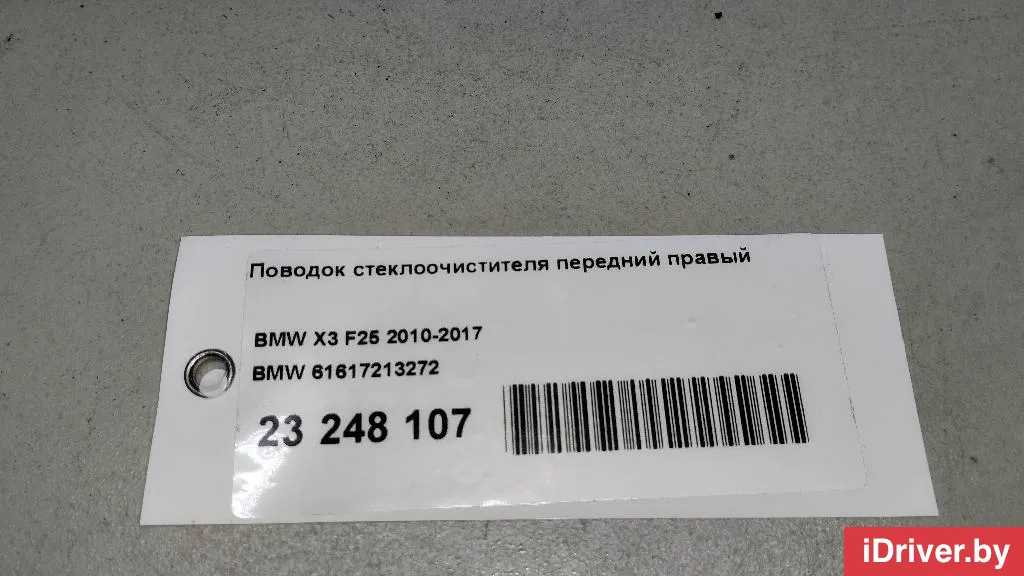 Поводок стеклоочистителя передний правый
BMW X3 F25 2010-2017
BMW 61617213272
23 248 107
iDriver.by